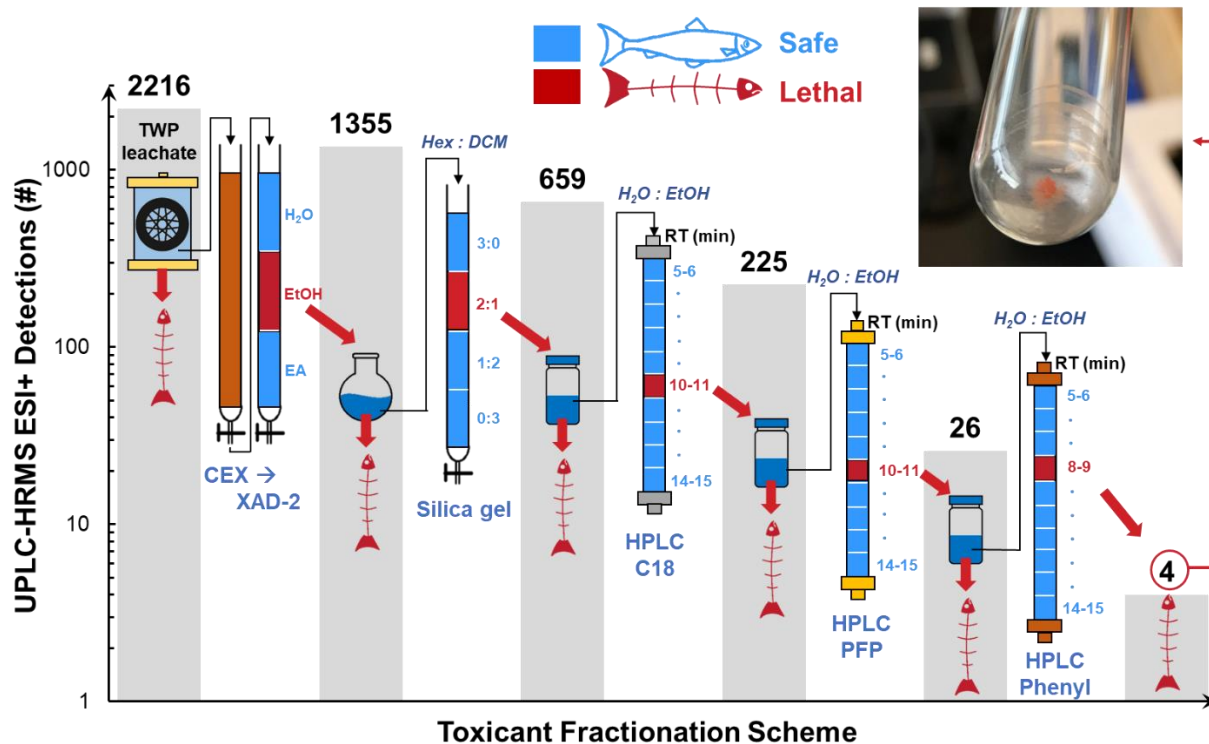 Safe
Lethal
UPLC-HRMS ESI+ Detections (#)
1000
100
10
1
2216
TWP
leachate
H₂O
EtOH
EA
CEX →
XAD-2
1355
Hex : DCM
3:0
2:1
1:2
0:3
Silica gel
659
H₂O : EtOH
RT (min)
5-6
10-11
14-15
HPLC
C18
225
H₂O : EtOH
RT (min)
5-6
10-11
14-15
HPLC
PFP
26
H₂O : EtOH
RT (min)
5-6
8-9
14-15
HPLC
Phenyl
4
Toxicant Fractionation Scheme